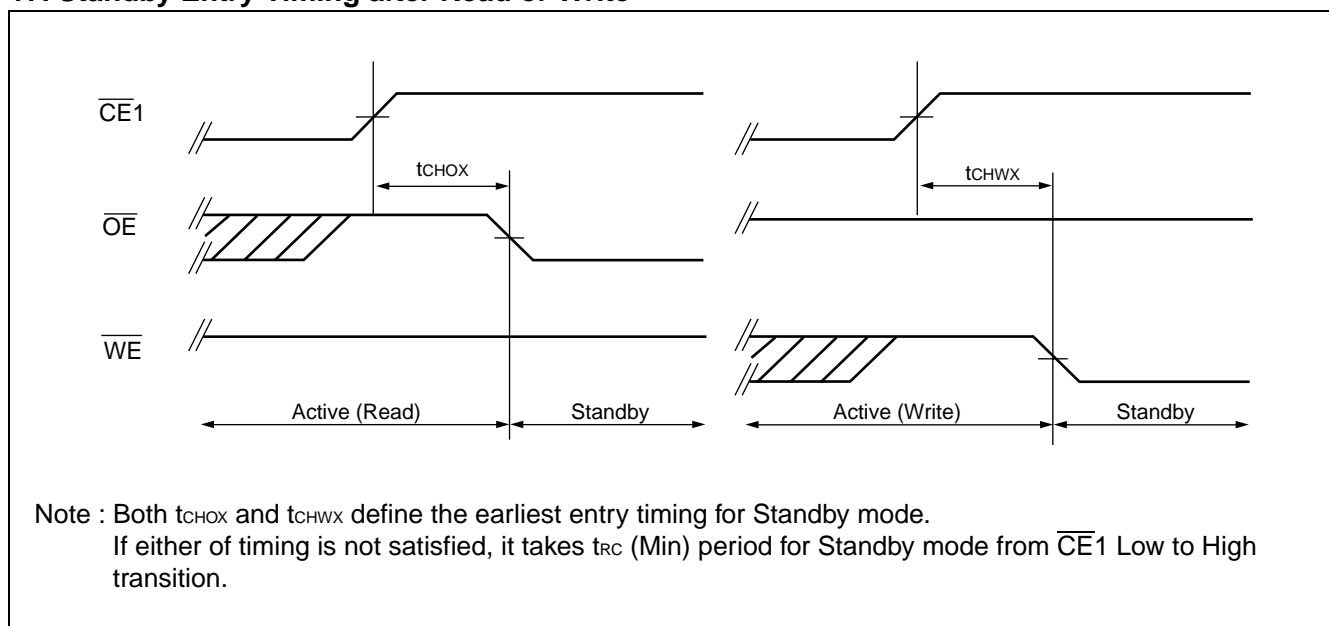 CE1
tCHOX
tCHWX
OE
WE
Active (Read)
Standby
Active (Write)
Standby
Note : Both tCHOX and tCHWX define the earliest entry timing for Standby mode.
If either of timing is not satisfied, it takes tRC (Min) period for Standby mode from CE1 Low to High
transition.